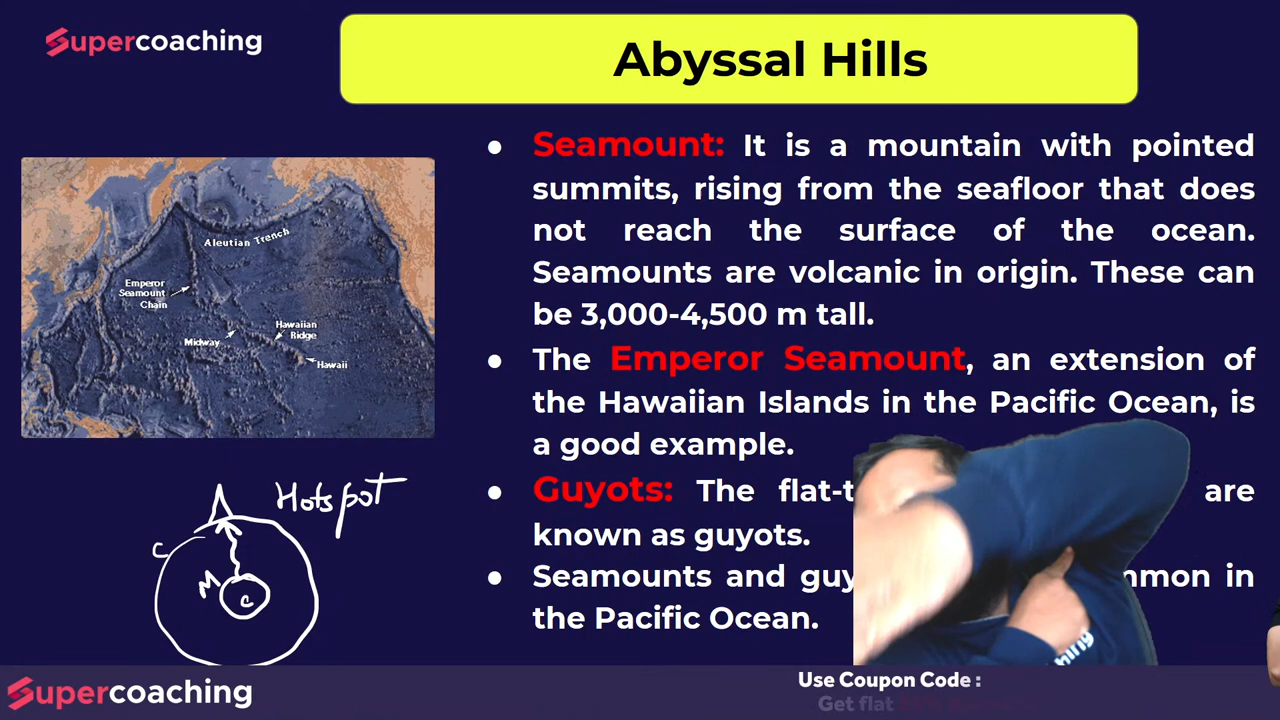 Supercoaching
Abyssal Hills
Seamount: It is a mountain with pointed
summits, rising from the seafloor that does
not reach the surface of the ocean.
Seamounts are volcanic in origin. These can
be 3,000-4,500 m tall.
The Emperor Seamount, an extension of
the Hawaiian Islands in the Pacific Ocean, is
a good example.
Guyots: The flat-t are
known as guyots.
Seamounts and guy mmon in
the Pacific Ocean.
Aleutian Trench
Emperor
Seamount
Chain
Hawaiian
Ridge
Midway
Hawaii
Hotspot
C
M
C
hing
Supercoaching
Use Coupon Code :
Get flat